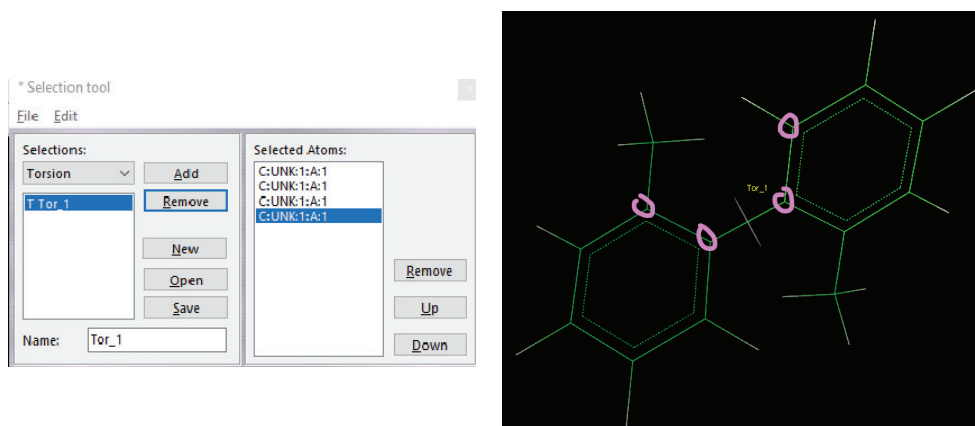 * Selection tool
x
File Edit
Selections:
Torsion
Add
T Tor_1
Remove
New
Open
Save
Name:
Tor_1
Selected Atoms:
C:UNK:1:A:1
C:UNK:1:A:1
C:UNK:1:A:1
C:UNK:1:A:1
Remove
Up
Down
Tor_1